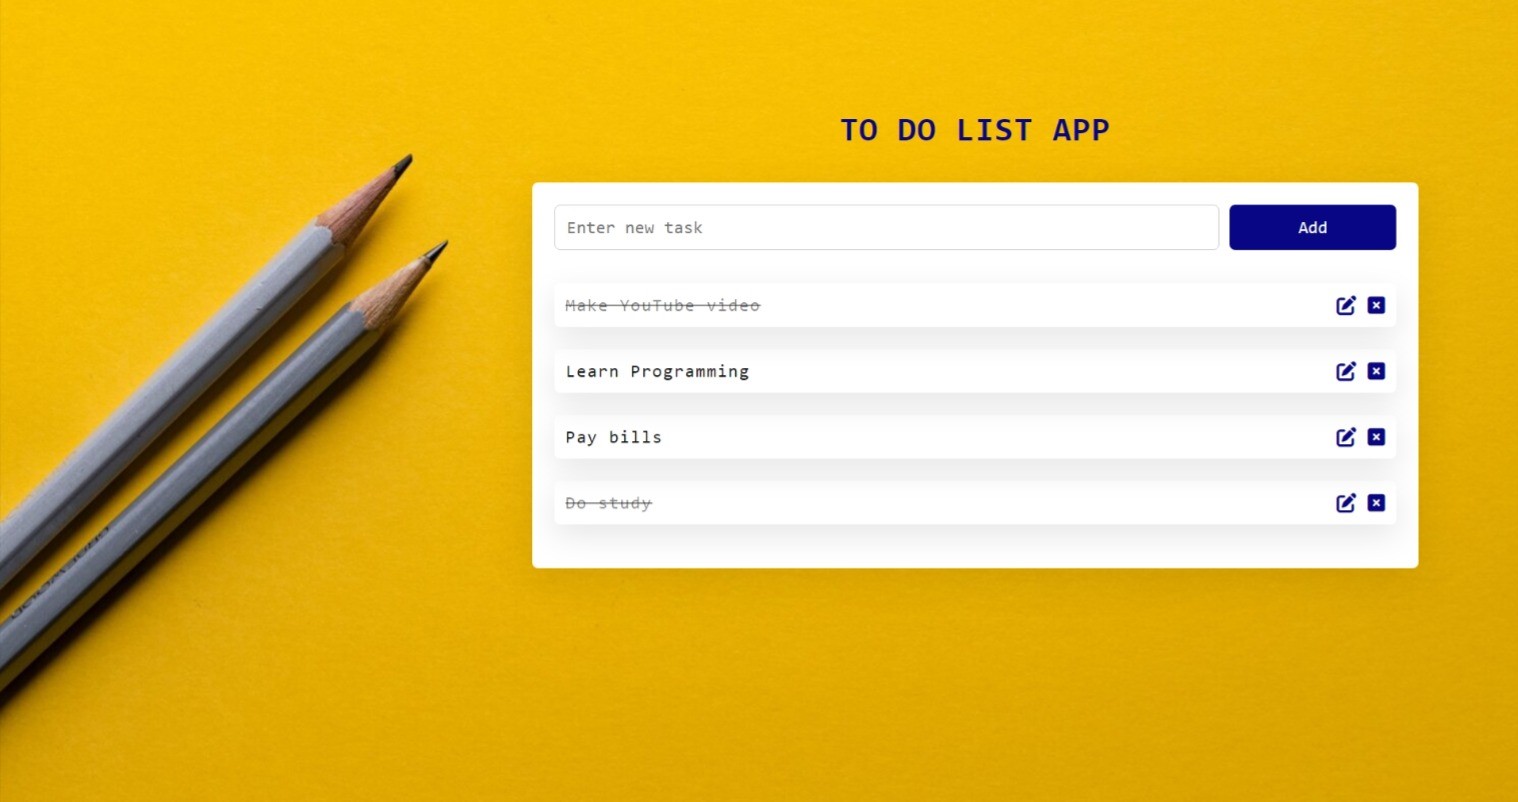 TO DO LIST APP
Enter new task
Add
Make YouTube video
Learn Programming
Pay bills
Do study